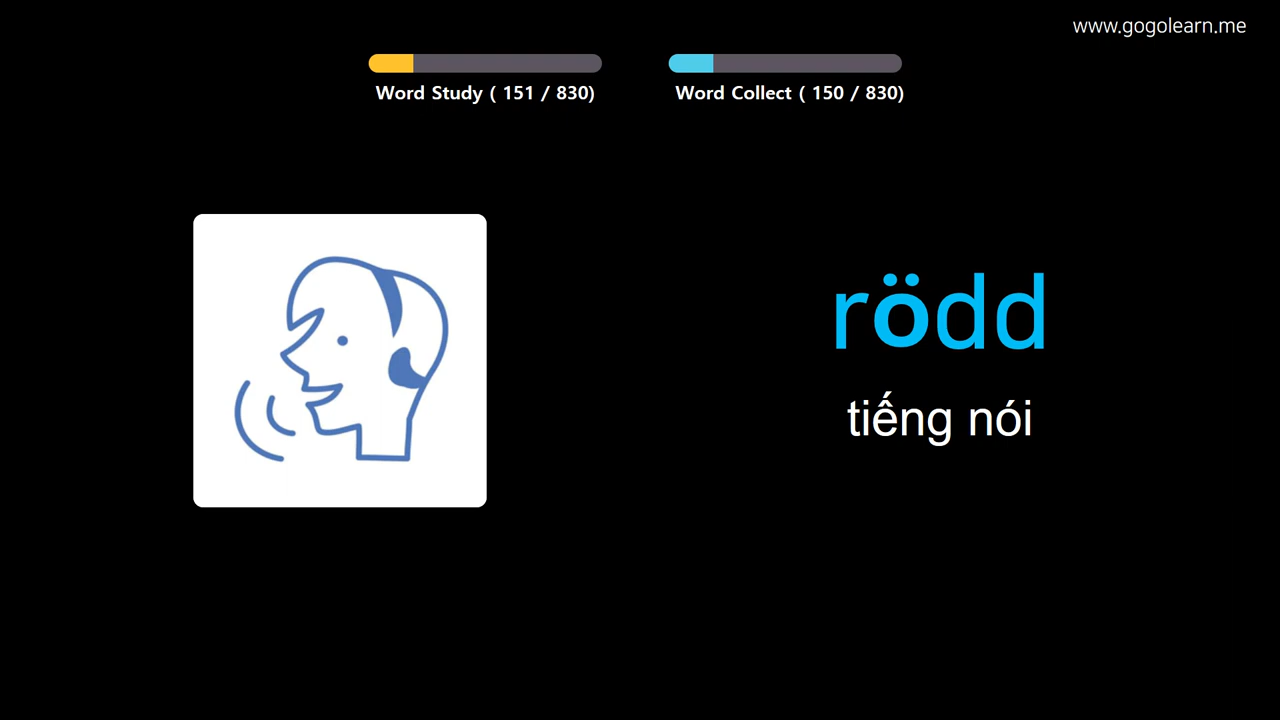 www.gogolearn.me
Word Study ( 151 / 830)
Word Collect ( 150 / 830)
rödd
tiếng nói